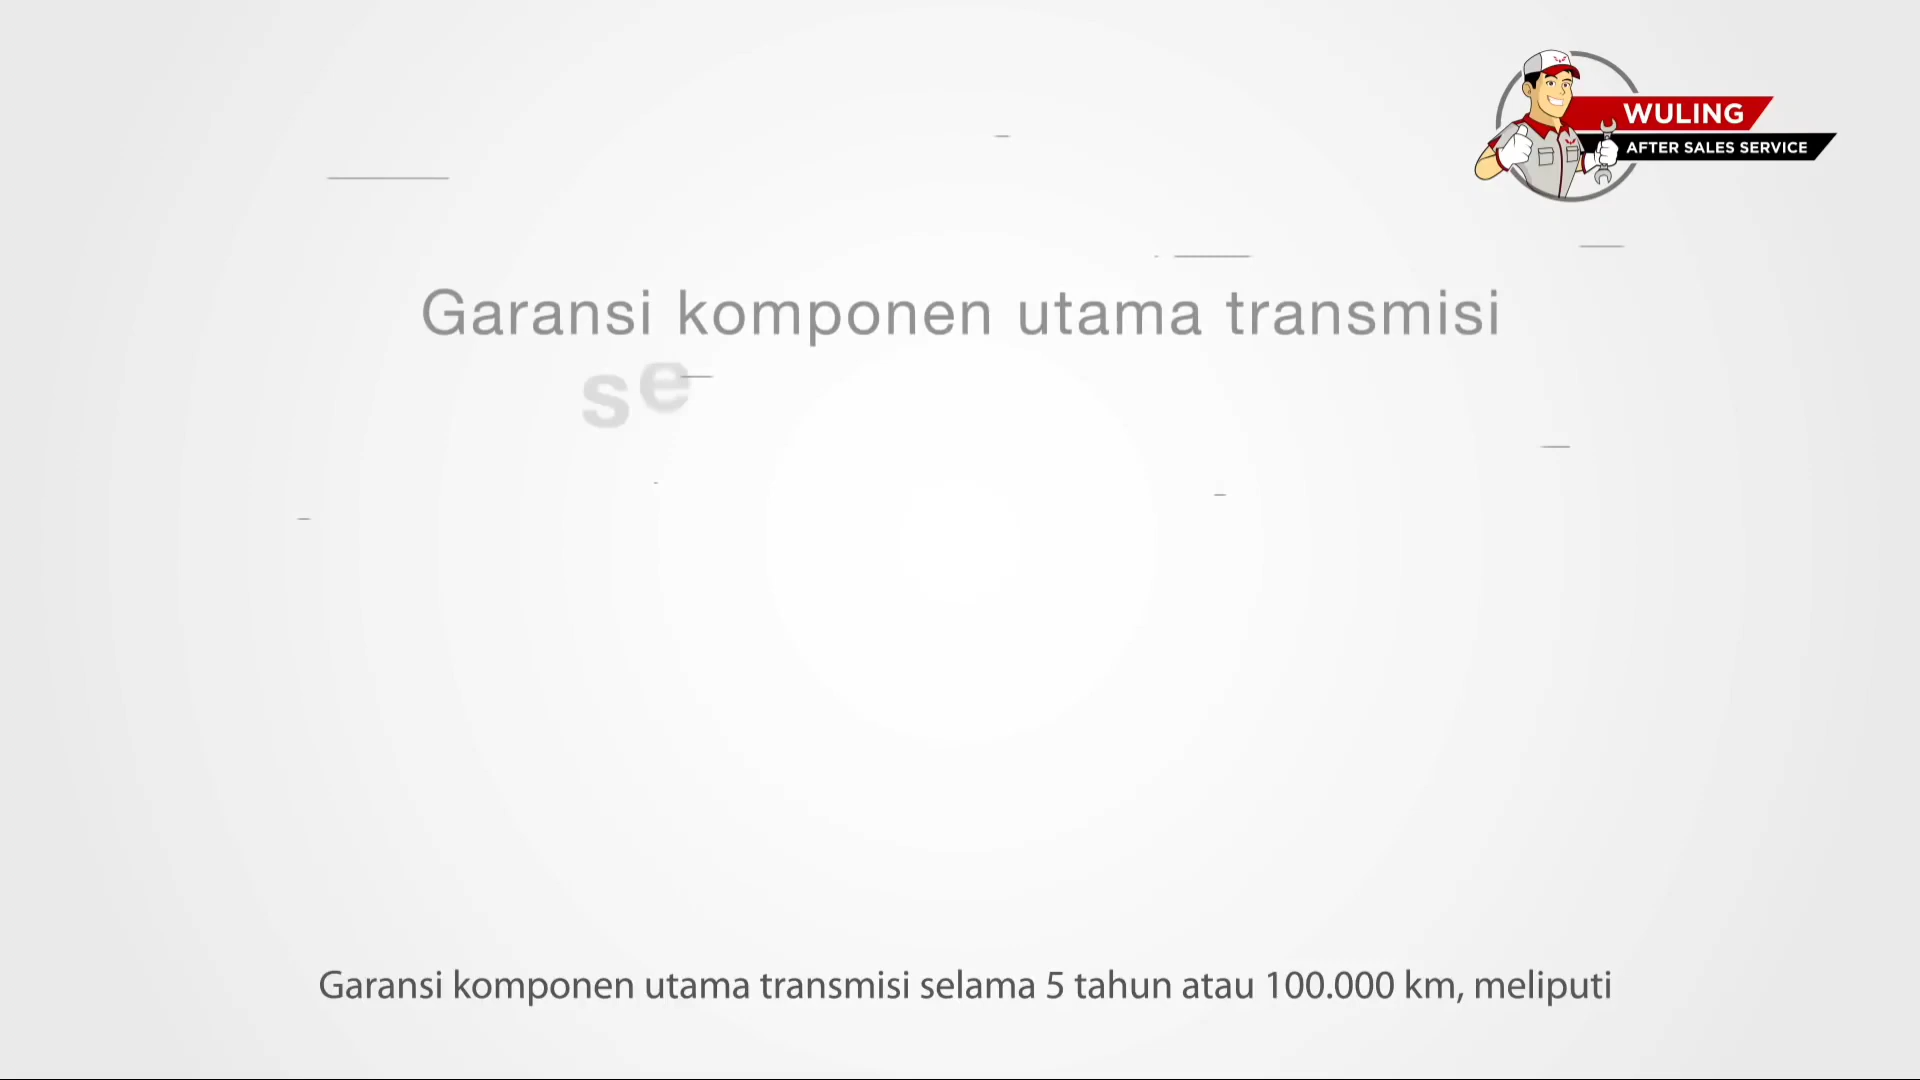 WULING
AFTER SALES SERVICE
Garansi komponen utama transmisi
se
Garansi komponen utama transmisi selama 5 tahun atau 100.000 km, meliputi